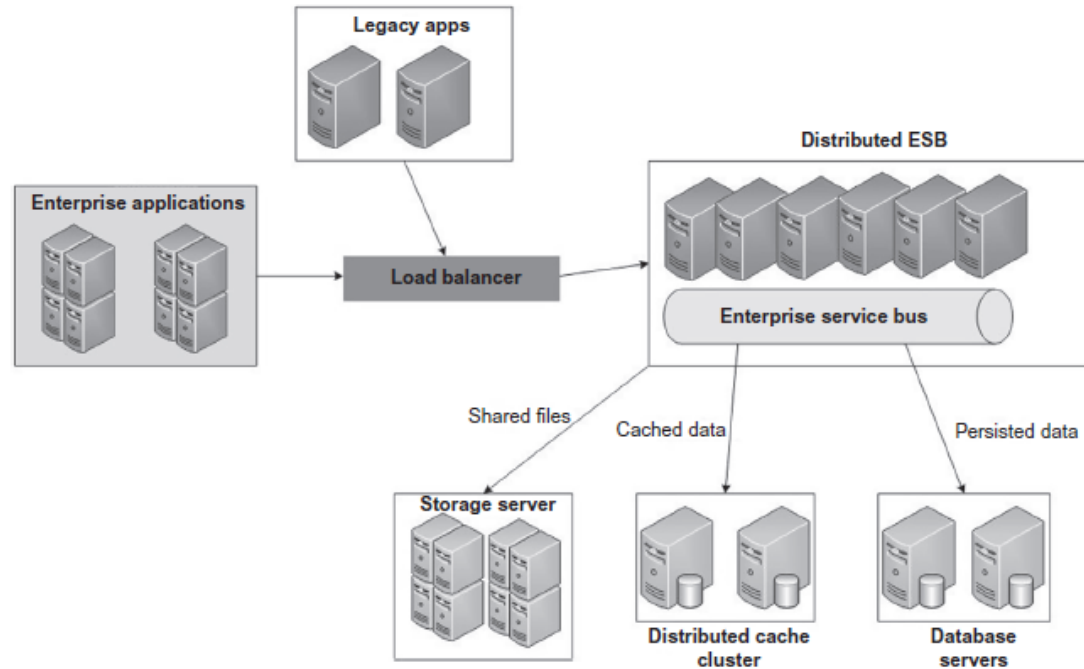 Legacy apps
Distributed ESB
Enterprise applications
Load balancer
Enterprise service bus
Shared files
Cached data
Persisted data
Storage server
Distributed cache
cluster
Database
servers